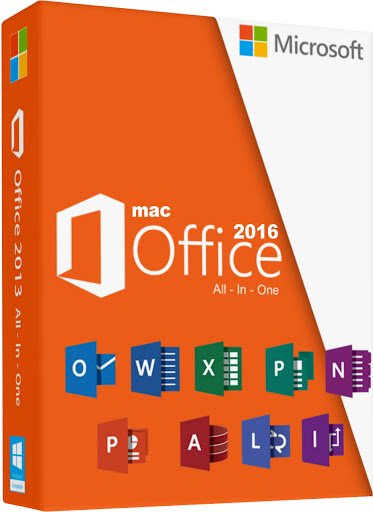 Microsoft
mac
2016
Office
All - In - One
O
W
X
P
N
P
A
L
I
Office 2013 All - In - One